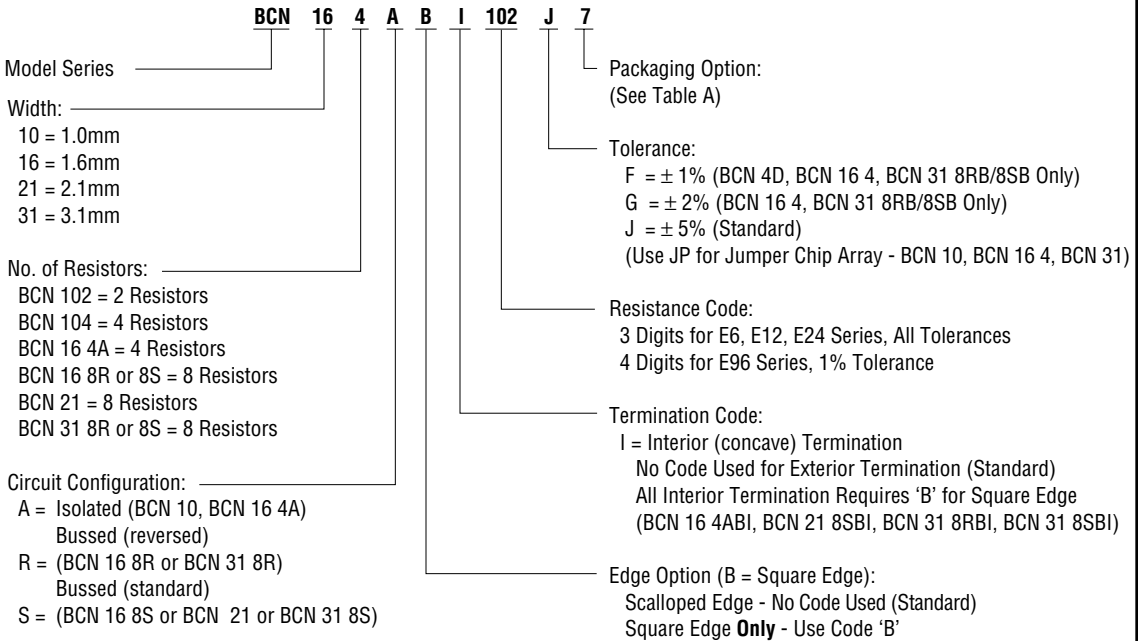 BCN 16 4 A B I 102 J 7
Model Series
Width:
10 = 1.0mm
16 = 1.6mm
21 = 2.1mm
31 = 3.1mm
No. of Resistors:
BCN 102 = 2 Resistors
BCN 104 = 4 Resistors
BCN 16 4A = 4 Resistors
BCN 16 8R or 8S = 8 Resistors
BCN 21 = 8 Resistors
BCN 31 8R or 8S = 8 Resistors
Circuit Configuration:
A = Isolated (BCN 10, BCN 16 4A)
Bussed (reversed)
R = (BCN 16 8R or BCN 31 8R)
Bussed (standard)
S = (BCN 16 8S or BCN 21 or BCN 31 8S)
Packaging Option:
(See Table A)
Tolerance:
F = ± 1% (BCN 4D, BCN 16 4, BCN 31 8RB/8SB Only)
G = ± 2% (BCN 16 4, BCN 31 8RB/8SB Only)
J = ± 5% (Standard)
(Use JP for Jumper Chip Array - BCN 10, BCN 16 4, BCN 31)
Resistance Code:
3 Digits for E6, E12, E24 Series, All Tolerances
4 Digits for E96 Series, 1% Tolerance
Termination Code:
I = Interior (concave) Termination
No Code Used for Exterior Termination (Standard)
All Interior Termination Requires ‘B’ for Square Edge
(BCN 16 4ABI, BCN 21 8SBI, BCN 31 8RBI, BCN 31 8SBI)
Edge Option (B = Square Edge):
Scalloped Edge - No Code Used (Standard)
Square Edge Only - Use Code ‘B’